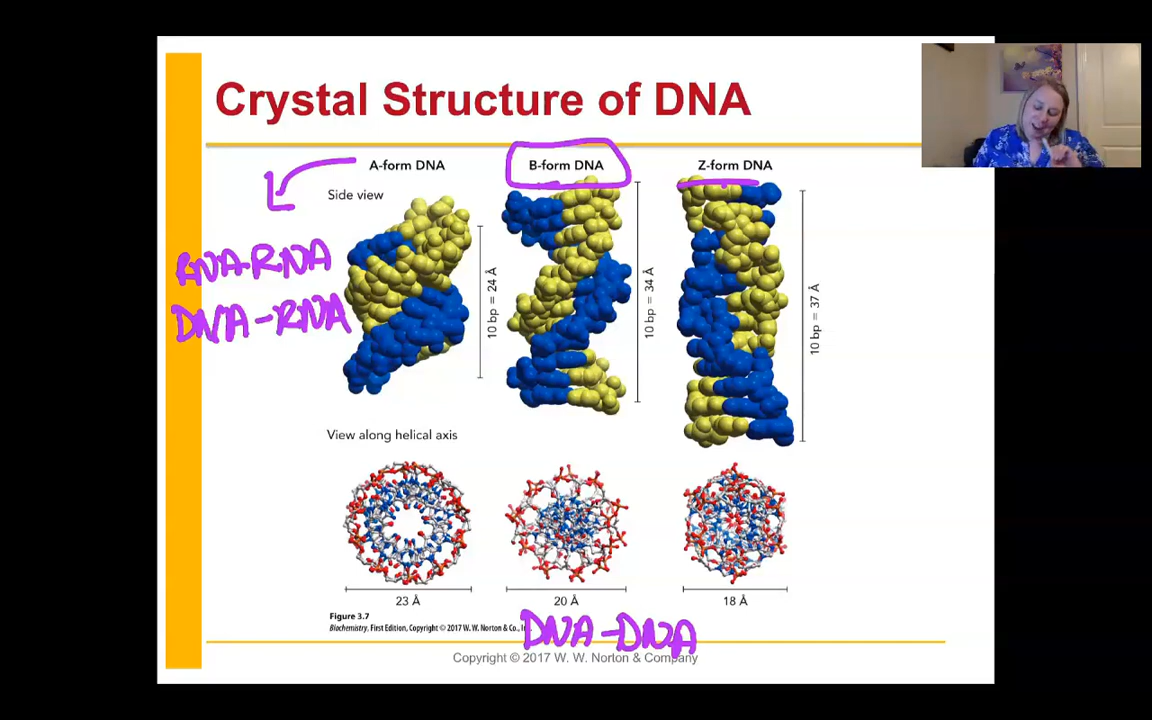 Crystal Structure of DNA
A-form DNA
B-form DNA
Z-form DNA
Side view
RNA-RNA
DNA-RNA
10 bp = 24 Å
10 bp = 34 Å
10 bp = 37 Å
View along helical axis
23 Å
20 Å
18 Å
Figure 3.7
Biochemistry, First Edition, Copyright © 2017 W. W. Norton & Co.,
DNA-DNA
Copyright © 2017 W. W. Norton & Company